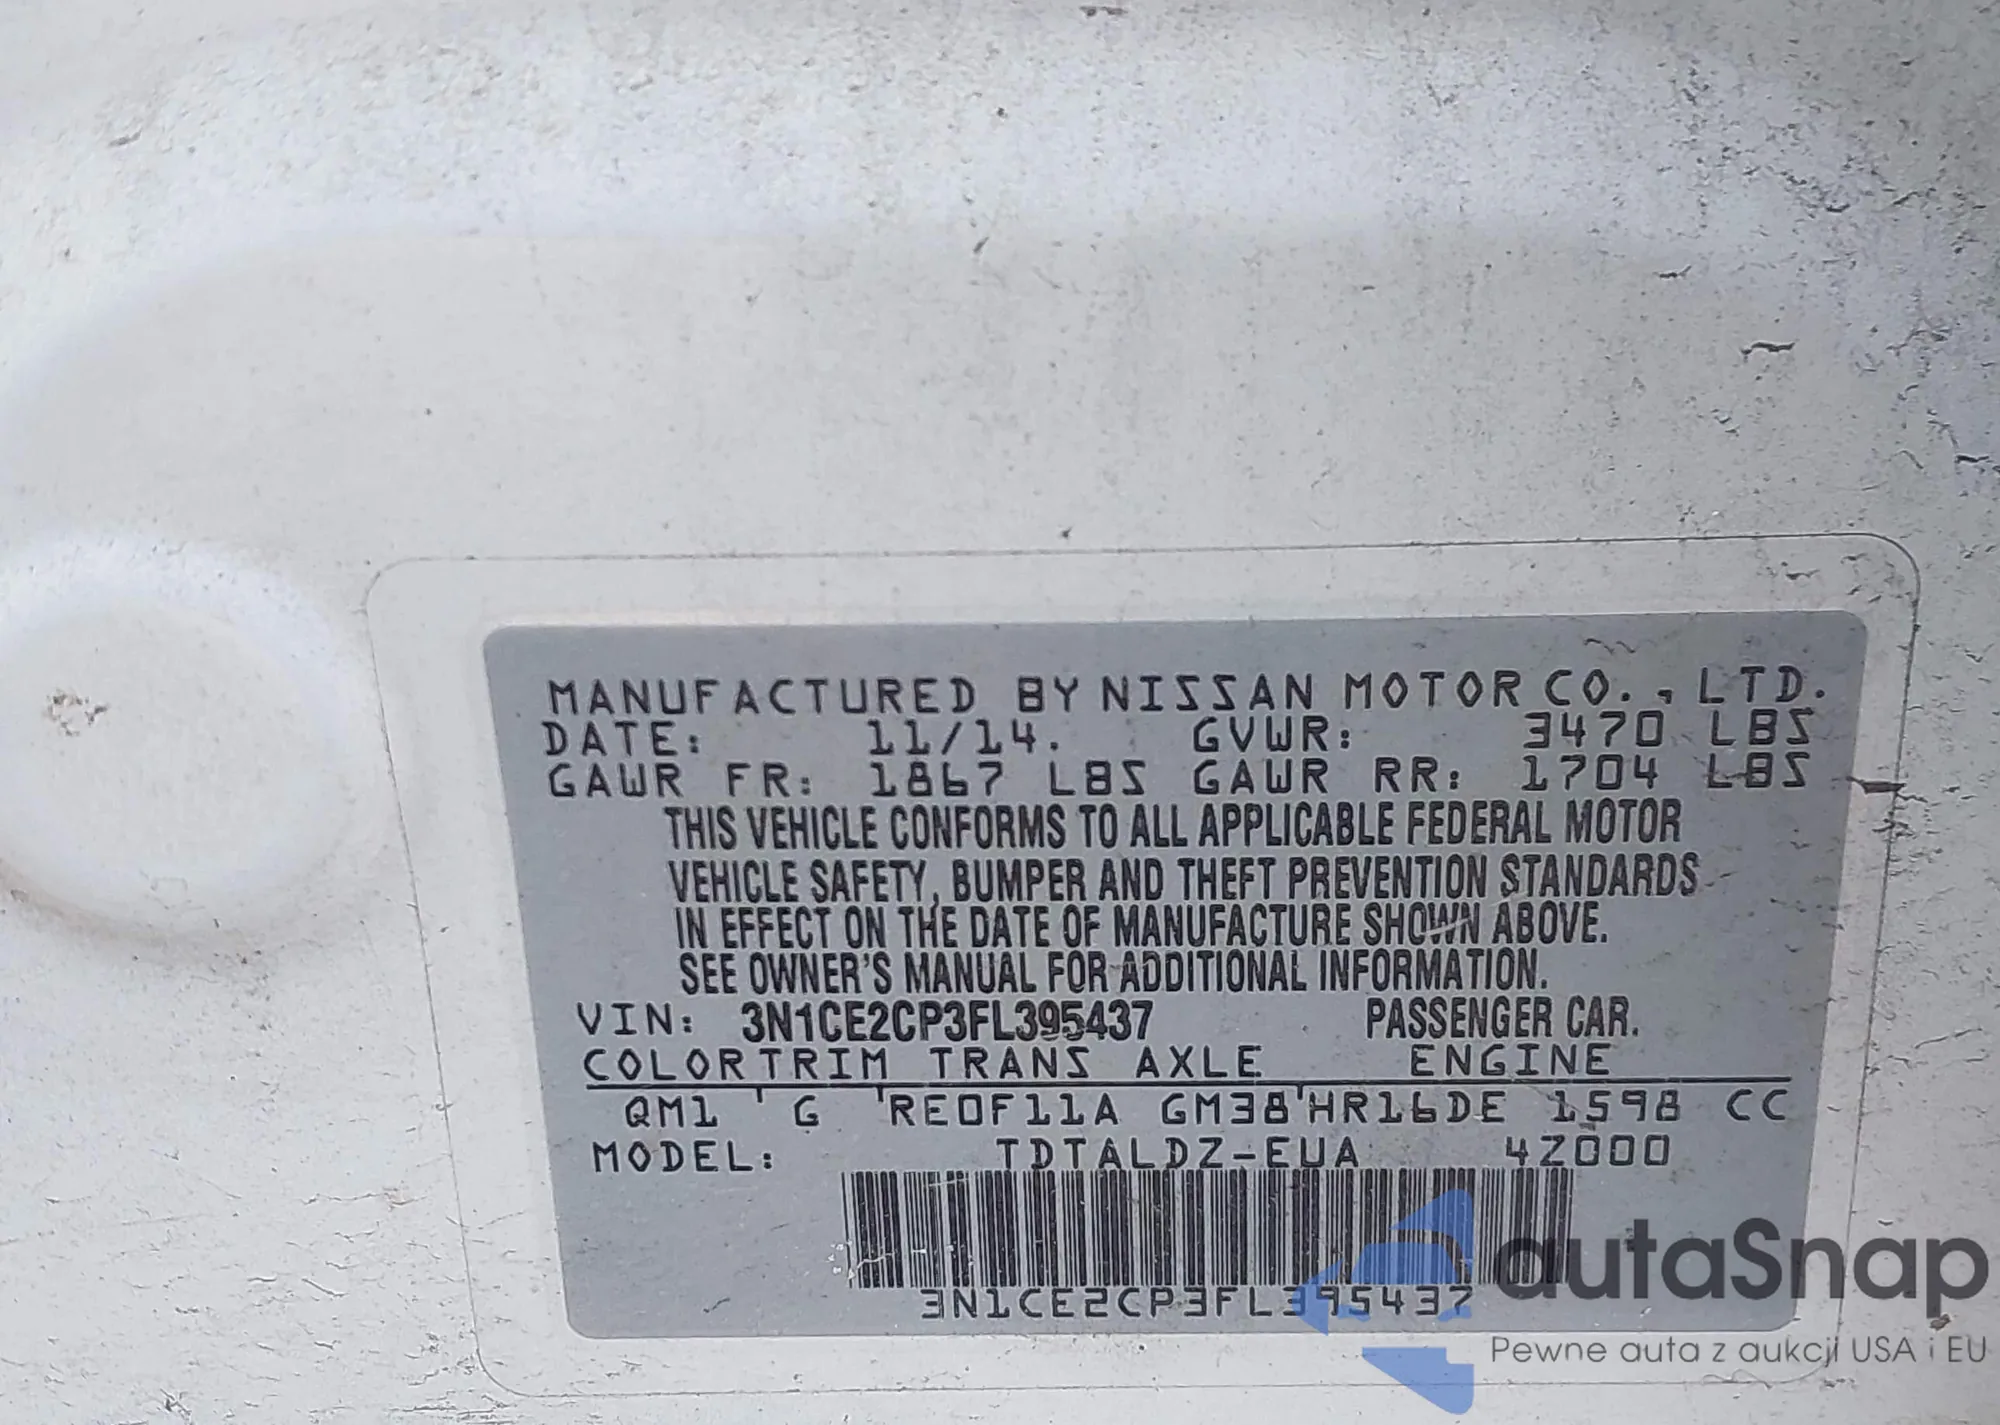 MANUFACTURED BY NISSAN MOTOR CO., LTD.
DATE: 11/14. GVWR: 3470 LBS
GAWR FR: 1867 LBS GAWR RR: 1704 LBS
THIS VEHICLE CONFORMS TO ALL APPLICABLE FEDERAL MOTOR
VEHICLE SAFETY, BUMPER AND THEFT PREVENTION STANDARDS
IN EFFECT ON THE DATE OF MANUFACTURE SHOWN ABOVE.
SEE OWNER'S MANUAL FOR ADDITIONAL INFORMATION.
VIN: 3N1CE2CP3FL395437 PASSENGER CAR.
COLOR TRIM TRANS AXLE ENGINE
QM1 G RE0F11A GM38 HR16DE 1598 CC
MODEL: TDTALDZ-EUA 4Z000
3N1CE2CP3FL395437
autaSnap
Pewne auta z aukcji USA i EU